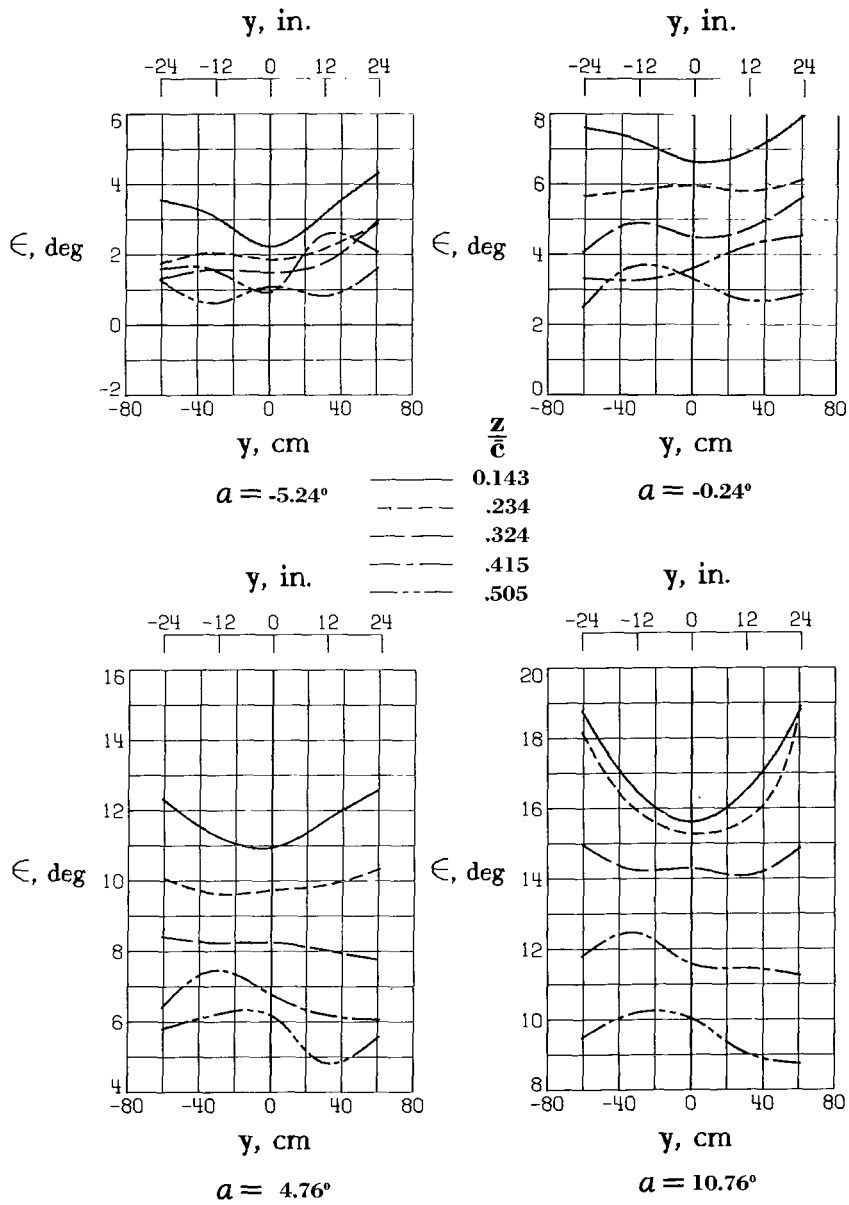 y, in.
-24 -12 0 12 24
6
4
2
0
-2
∈, deg
-80 -40 0 40 80
y, cm
a = -5.24°
y, in.
-24 -12 0 12 24
8
6
4
2
0
∈, deg
-80 -40 0 40 80
y, cm
a = -0.24°
z/c̄
0.143
.234
.324
.415
.505
y, in.
-24 -12 0 12 24
16
14
12
10
8
6
4
∈, deg
-80 -40 0 40 80
y, cm
a = 4.76°
y, in.
-24 -12 0 12 24
20
18
16
14
12
10
8
∈, deg
-80 -40 0 40 80
y, cm
a = 10.76°